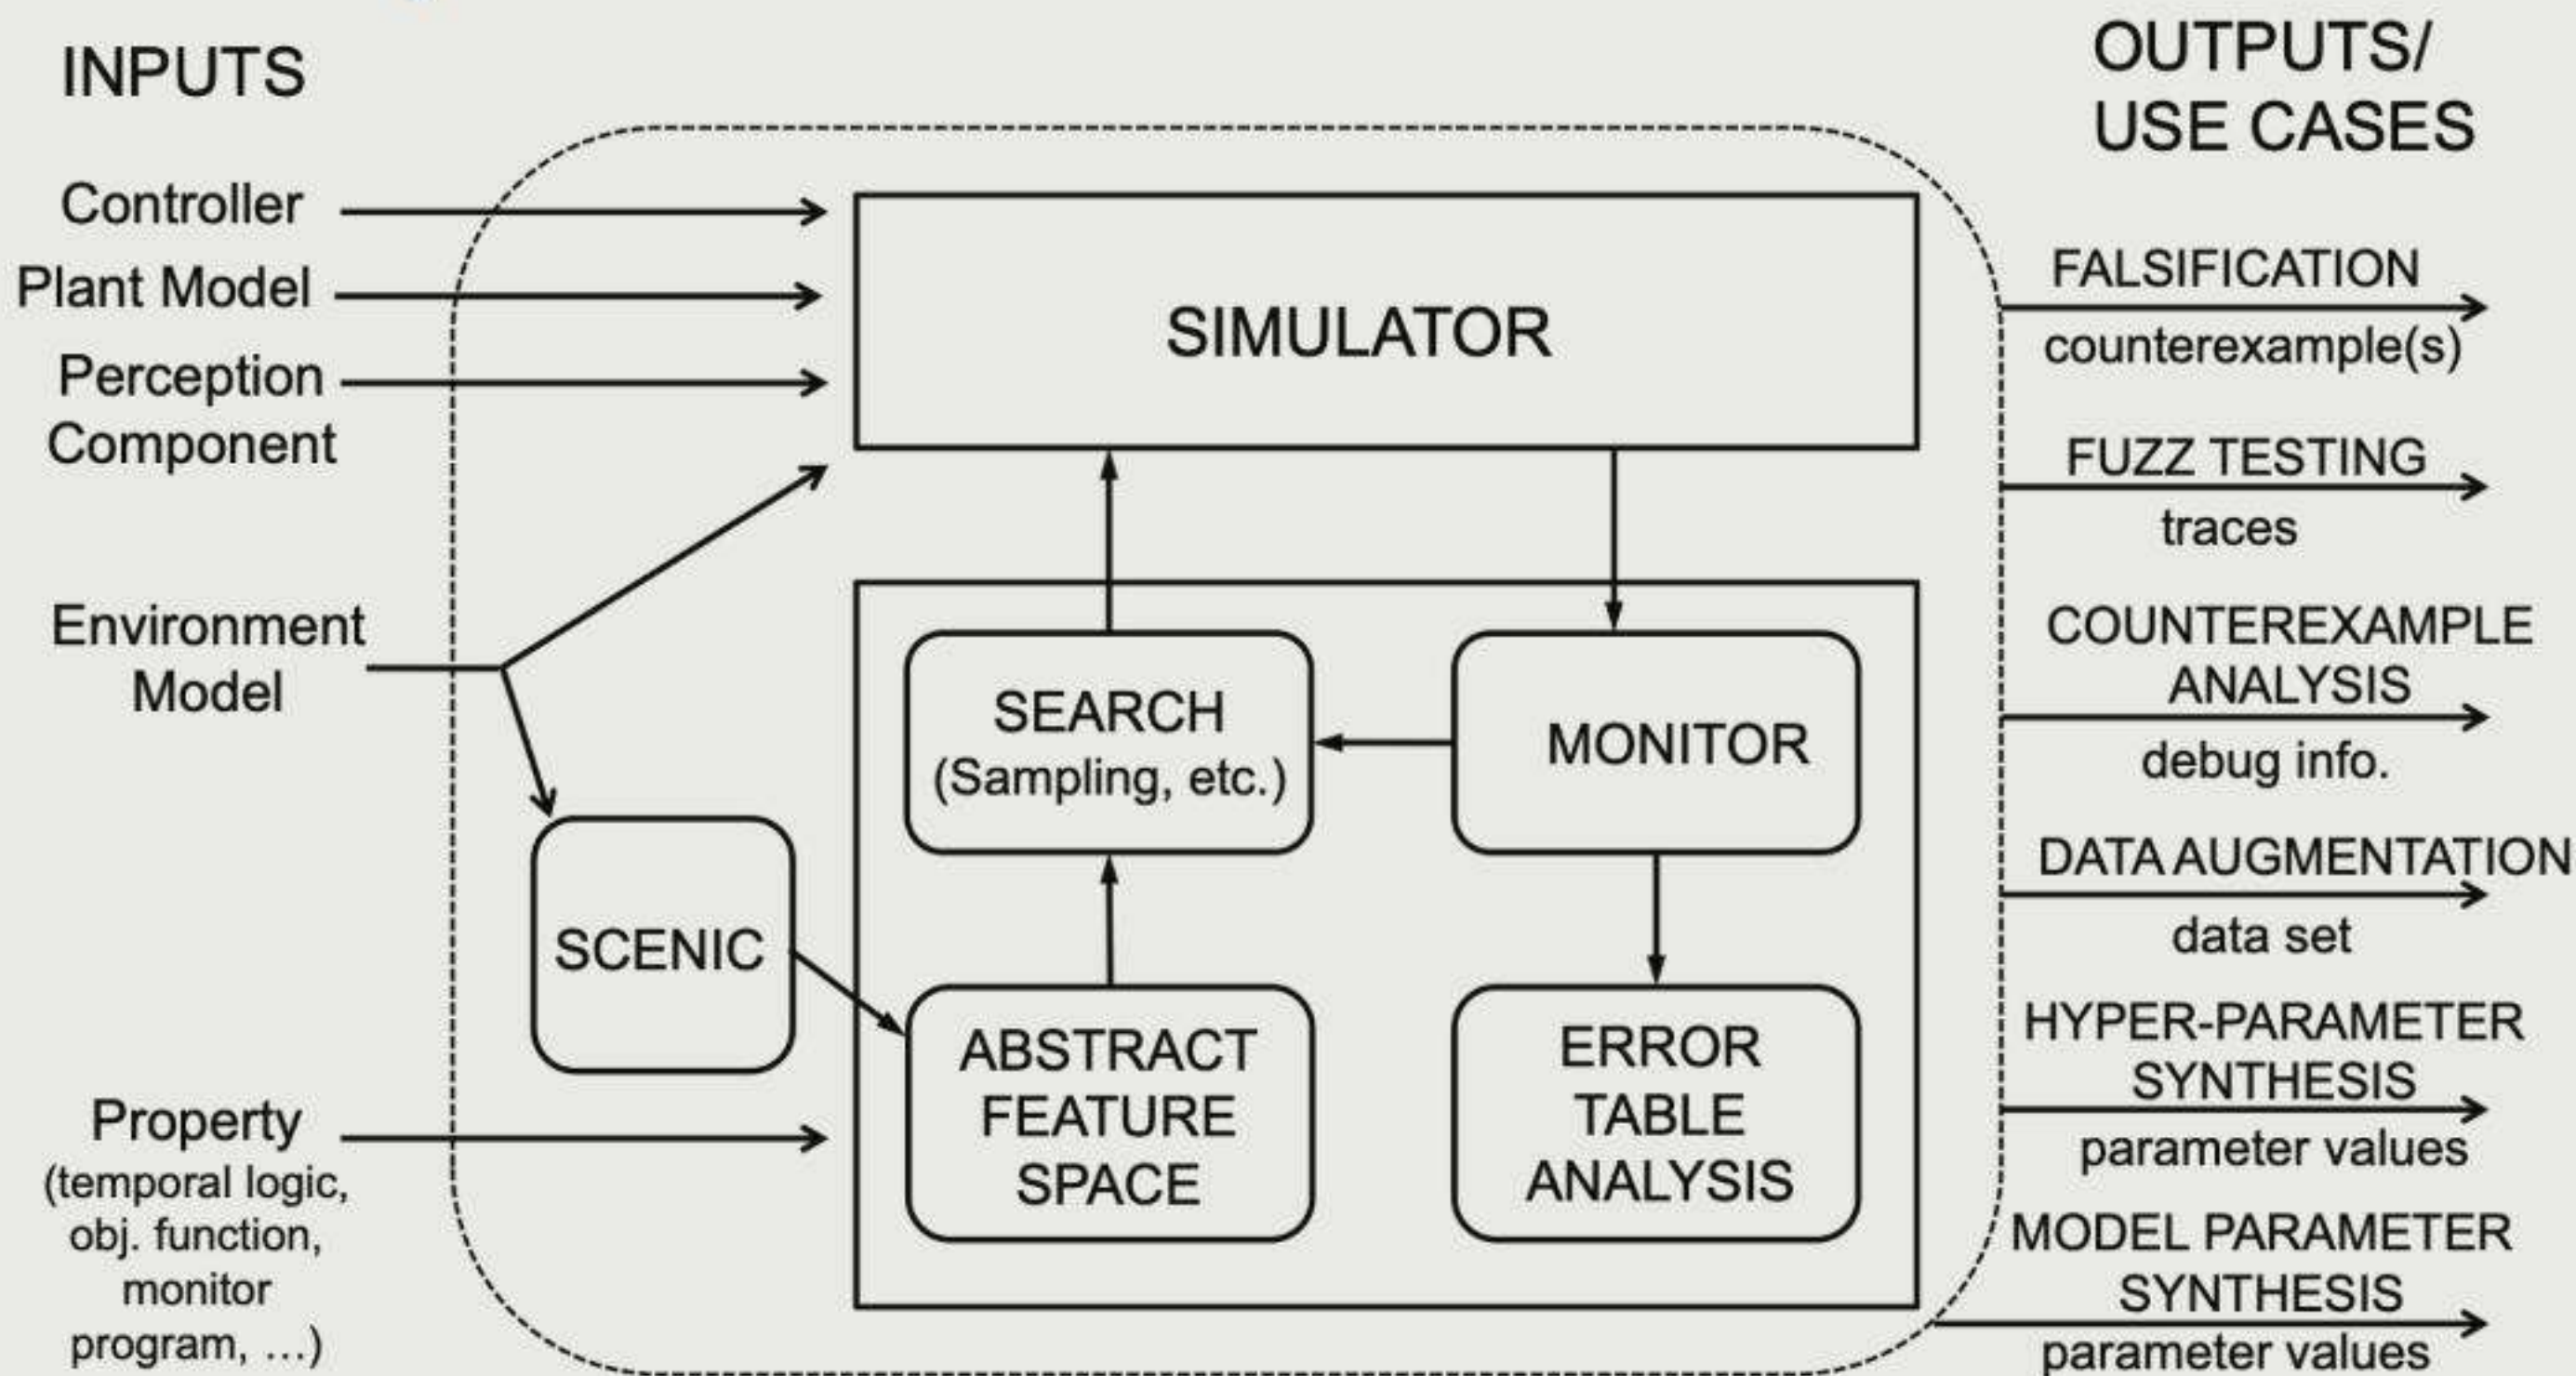 INPUTS
Controller
Plant Model
Perception
Component
Environment
Model
Property
(temporal logic,
obj. function,
monitor
program, …)
SIMULATOR
SEARCH
(Sampling, etc.)
MONITOR
SCENIC
ABSTRACT
FEATURE
SPACE
ERROR
TABLE
ANALYSIS
OUTPUTS/
USE CASES
FALSIFICATION
counterexample(s)
FUZZ TESTING
traces
COUNTEREXAMPLE
ANALYSIS
debug info.
DATA AUGMENTATION
data set
HYPER-PARAMETER
SYNTHESIS
parameter values
MODEL PARAMETER
SYNTHESIS
parameter values